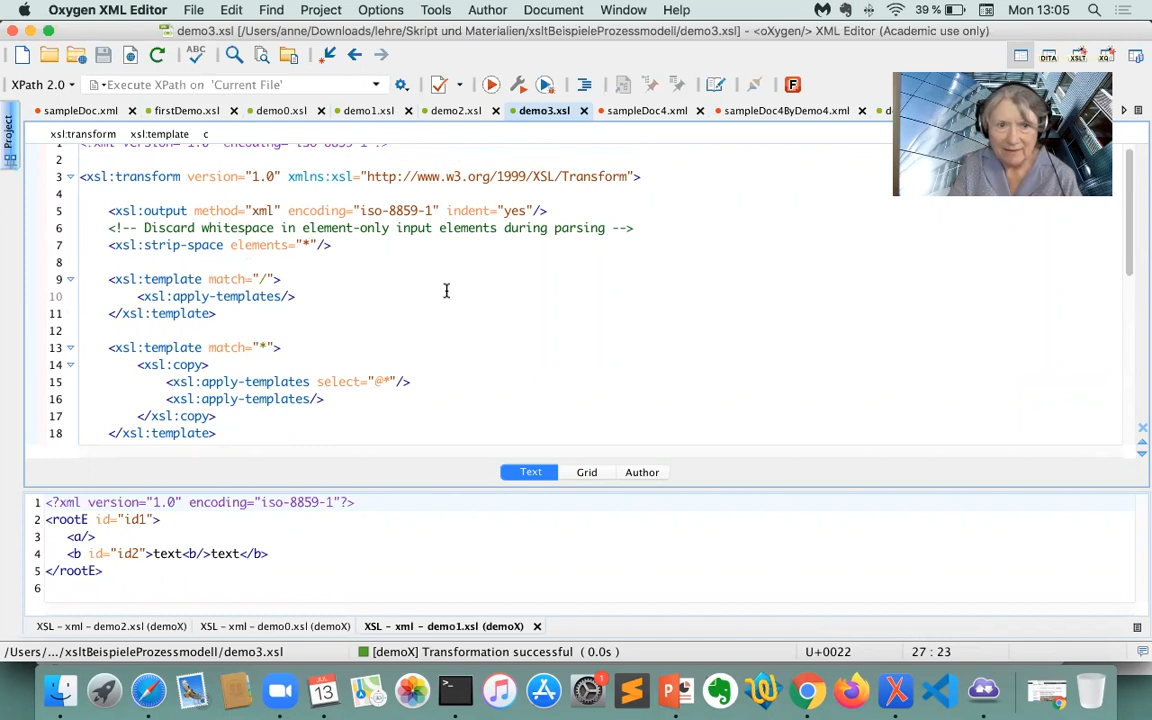 Oxygen XML Editor File Edit Find Project Options Tools Author Document Window Help 39 % Mon 13:05
demo3.xsl [/Users/anne/Downloads/lehre/Skript und Materialien/xsltBeispieleProzessmodell/demo3.xsl] - <oXygen/> XML Editor (Academic use only)
XPath 2.0 Execute XPath on 'Current File'
sampleDoc.xml firstDemo.xsl demo0.xsl demo1.xsl demo2.xsl demo3.xsl sampleDoc4.xml sampleDoc4ByDemo4.xml
Project
xsl:transform xsl:template c
1 <?xml version="1.0" encoding="iso-8859-1"?>
2
3 <xsl:transform version="1.0" xmlns:xsl="http://www.w3.org/1999/XSL/Transform">
4
5 <xsl:output method="xml" encoding="iso-8859-1" indent="yes"/>
6 <!-- Discard whitespace in element-only input elements during parsing -->
7 <xsl:strip-space elements="*"/>
8
9 <xsl:template match="/">
10 <xsl:apply-templates/>
11 </xsl:template>
12
13 <xsl:template match="*">
14 <xsl:copy>
15 <xsl:apply-templates select="@*"/>
16 <xsl:apply-templates/>
17 </xsl:copy>
18 </xsl:template>
Text Grid Author
1 <?xml version="1.0" encoding="iso-8859-1"?>
2 <rootE id="id1">
3 <a/>
4 <b id="id2">text<b/>text</b>
5 </rootE>
6
XSL - xml - demo2.xsl (demoX) XSL - xml - demo0.xsl (demoX) XSL - xml - demo1.xsl (demoX)
/Users/.../xsltBeispieleProzessmodell/demo3.xsl [demoX] Transformation successful (0.0s) U+0022 27 : 23